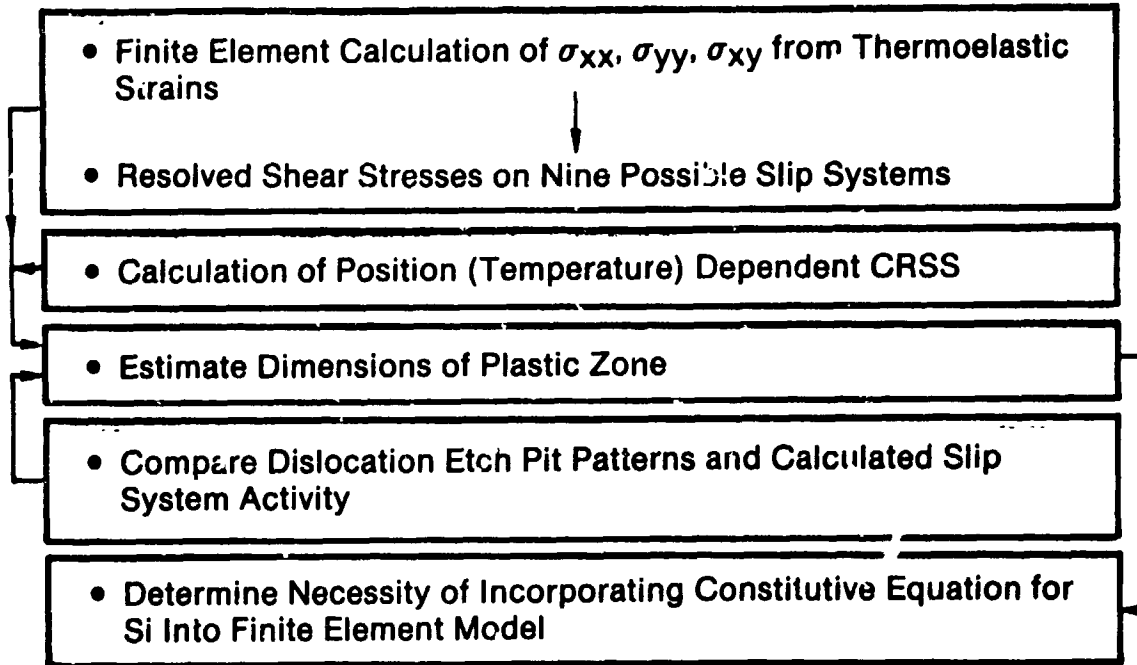 • Finite Element Calculation of σxx, σyy, σxy from Thermoelastic
Strains
• Resolved Shear Stresses on Nine Possible Slip Systems
• Calculation of Position (Temperature) Dependent CRSS
• Estimate Dimensions of Plastic Zone
• Compare Dislocation Etch Pit Patterns and Calculated Slip
System Activity
• Determine Necessity of Incorporating Constitutive Equation for
Si Into Finite Element Model